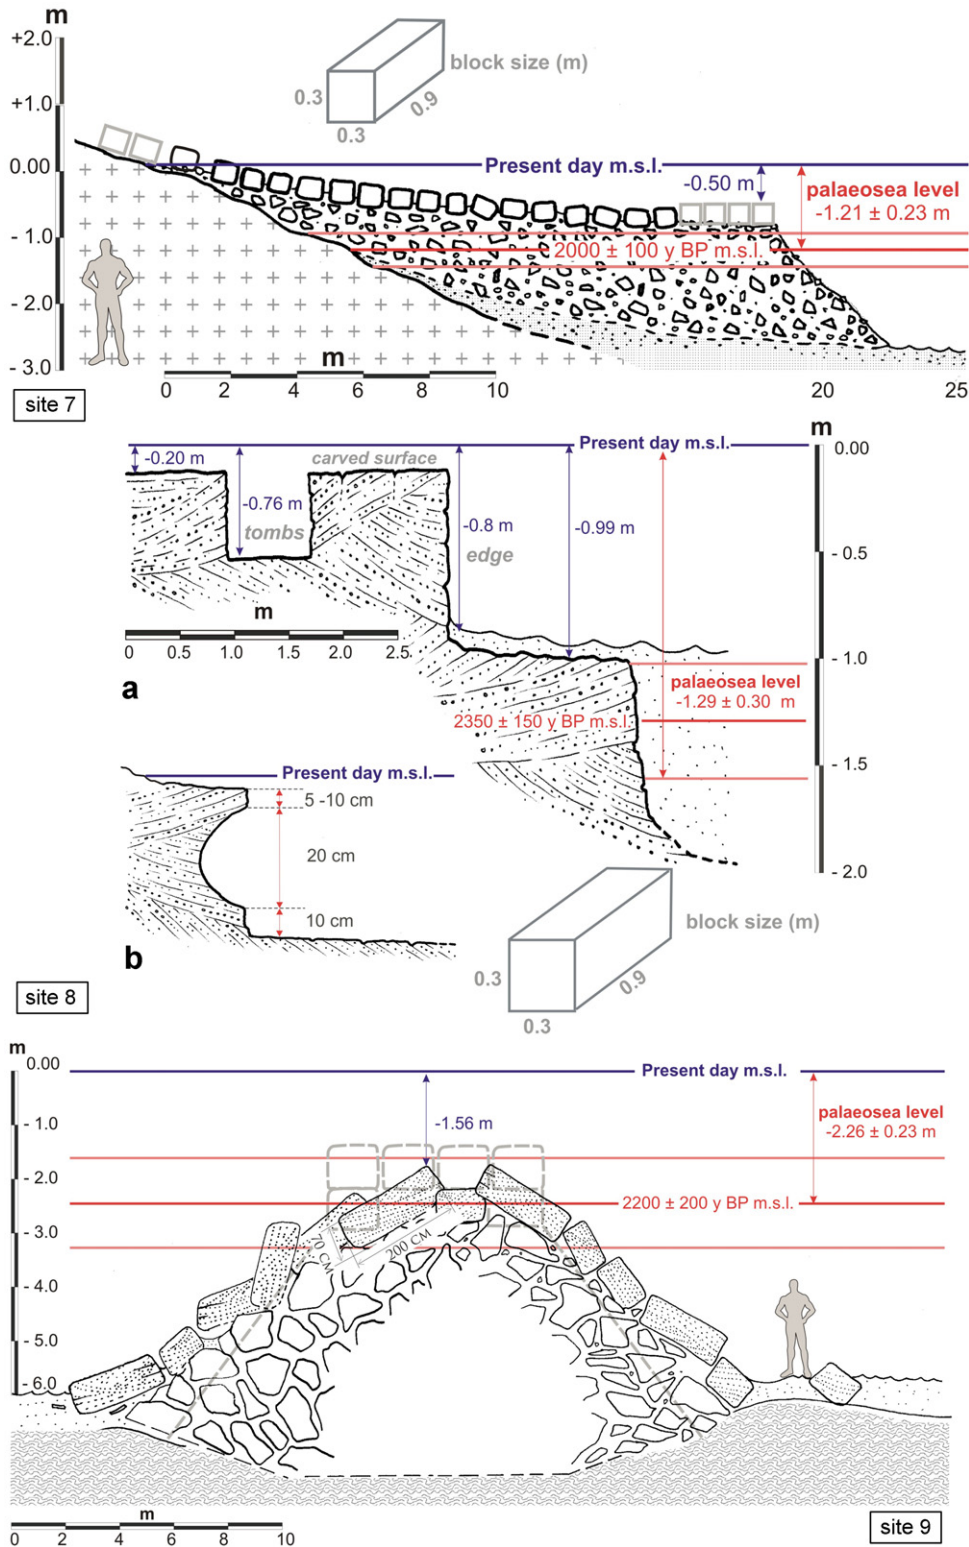 m
+2.0
block size (m)
0.3
0.9
0.3
+1.0
0.00
Present day m.s.l.
-0.50 m
palaeosea level
-1.21 ± 0.23 m
- 1.0
2000 ± 100 y BP m.s.l.
- 2.0
- 3.0
m
0 2 4 6 8 10 20 25
site 7
m
Present day m.s.l.
0.00
-0.20 m
carved surface
-0.76 m
tombs
-0.8 m
edge
-0.99 m
- 0.5
m
0 0.5 1.0 1.5 2.0 2.5
a
- 1.0
palaeosea level
-1.29 ± 0.30 m
2350 ± 150 y BP m.s.l.
- 1.5
- 2.0
Present day m.s.l.
5 -10 cm
20 cm
10 cm
b
block size (m)
0.3
0.9
0.3
site 8
m
0.00
Present day m.s.l.
-1.56 m
palaeosea level
-2.26 ± 0.23 m
- 1.0
- 2.0
2200 ± 200 y BP m.s.l.
- 3.0
70 CM
200 CM
- 4.0
- 5.0
-6.0
m
0 2 4 6 8 10
site 9